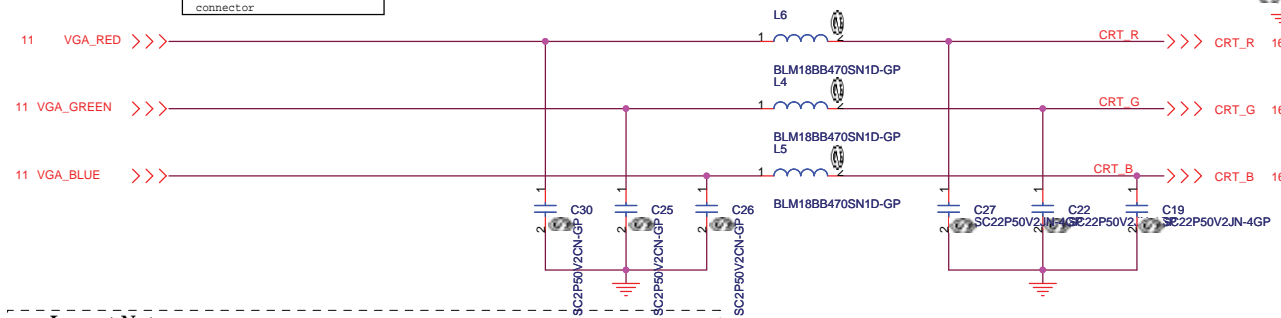 connector
L6
11 VGA_RED 1 2 CRT_R CRT_R 16
BLM18BB470SN1D-GP
L4
11 VGA_GREEN 1 2 CRT_G CRT_G 16
BLM18BB470SN1D-GP
L5
11 VGA_BLUE 1 2 CRT_B CRT_B 16
BLM18BB470SN1D-GP
1 1 1 1 1 1
C30 C25 C26 C27 C22 C19
2 2 2 2 2 2
SC2P50V2CN-GP SC2P50V2CN-GP SC2P50V2CN-GP
SC22P50V2JN-4GP SC22P50V2JN-4GP SC22P50V2JN-4GP